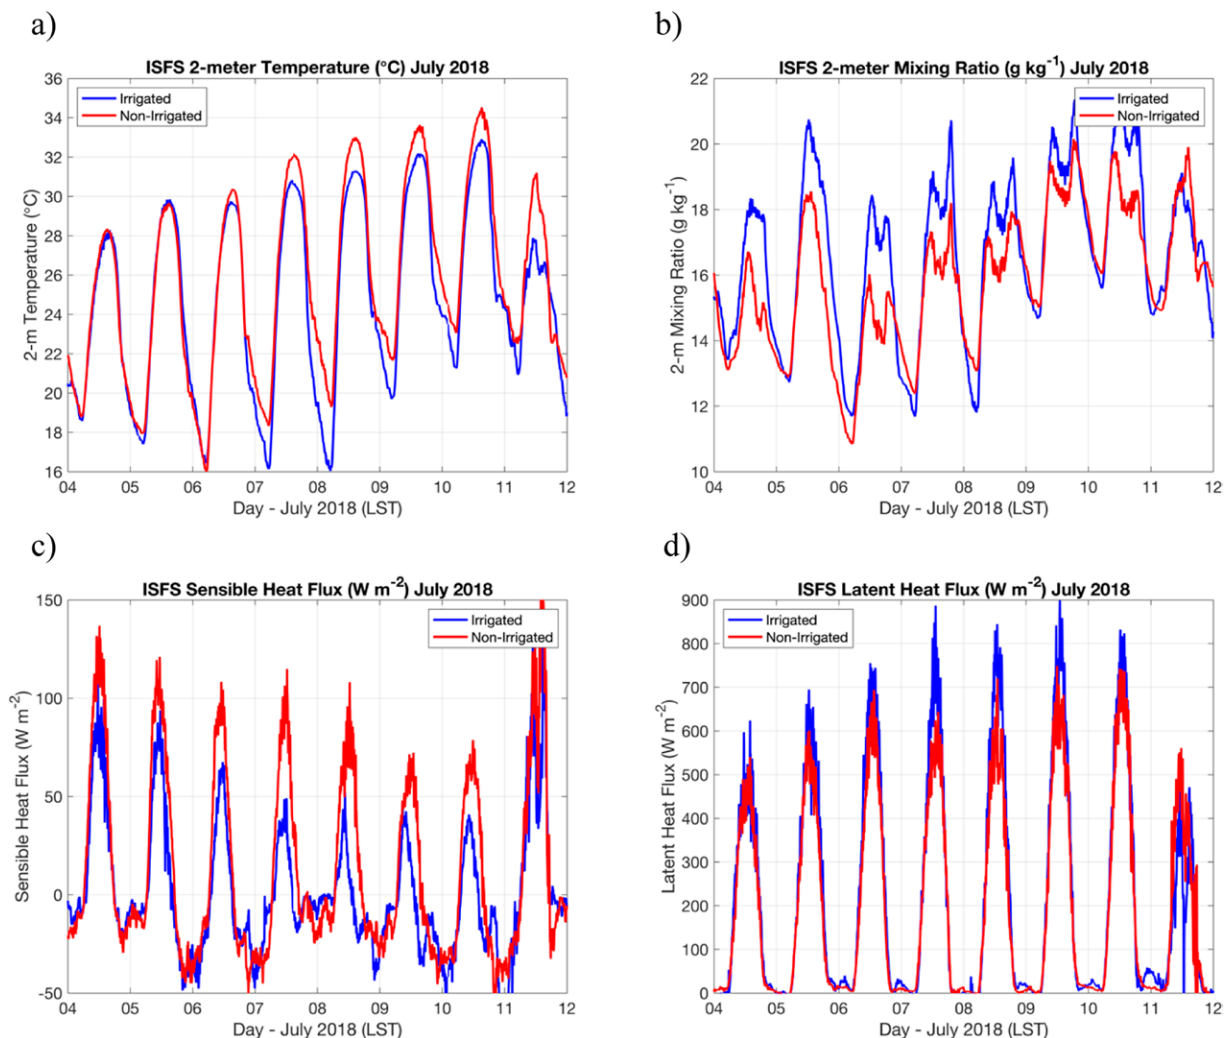 a)
ISFS 2-meter Temperature (°C) July 2018
36
34
32
30
28
26
24
22
20
18
16
2-m Temperature (°C)
Irrigated
Non-Irrigated
04 05 06 07 08 09 10 11 12
Day - July 2018 (LST)
b)
ISFS 2-meter Mixing Ratio (g kg⁻¹) July 2018
22
20
18
16
14
12
10
2-m Mixing Ratio (g kg⁻¹)
Irrigated
Non-Irrigated
04 05 06 07 08 09 10 11 12
Day - July 2018 (LST)
c)
ISFS Sensible Heat Flux (W m⁻²) July 2018
150
100
50
0
-50
Sensible Heat Flux (W m⁻²)
Irrigated
Non-Irrigated
04 05 06 07 08 09 10 11 12
Day - July 2018 (LST)
d)
ISFS Latent Heat Flux (W m⁻²) July 2018
900
800
700
600
500
400
300
200
100
0
Latent Heat Flux (W m⁻²)
Irrigated
Non-Irrigated
04 05 06 07 08 09 10 11 12
Day - July 2018 (LST)